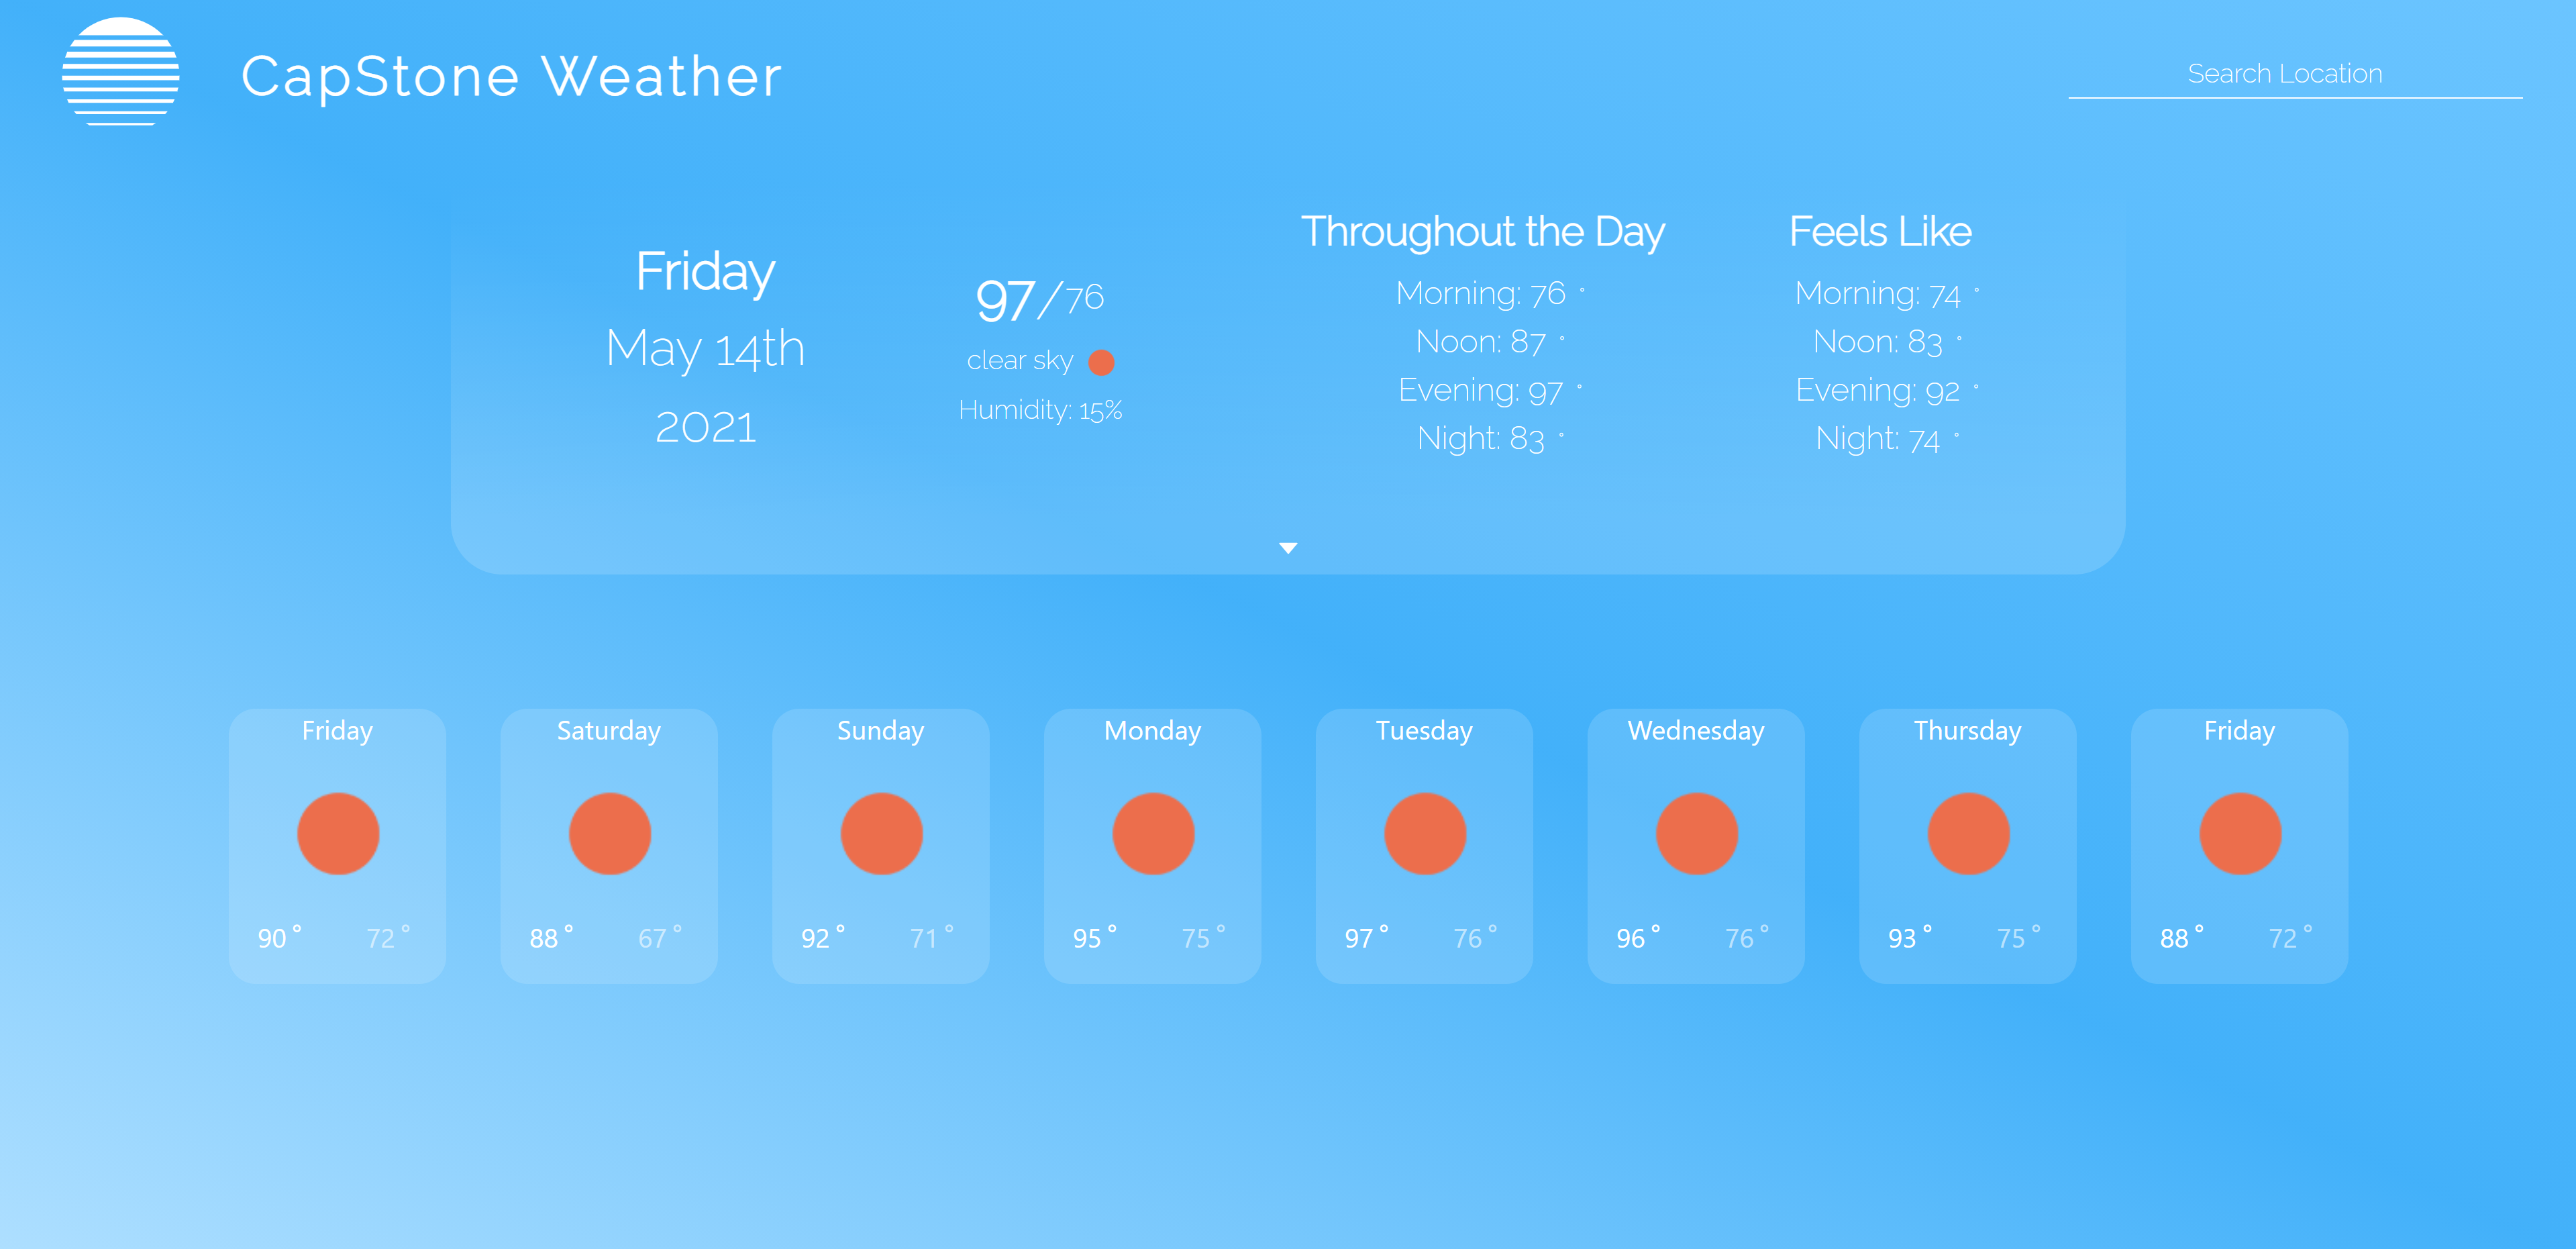 CapStone Weather
Search Location
Friday
May 14th
2021
97/76
clear sky
Humidity: 15%
Throughout the Day
Morning: 76 °
Noon: 87 °
Evening: 97 °
Night: 83 °
Feels Like
Morning: 74 °
Noon: 83 °
Evening: 92 °
Night: 74 °
Friday
90 ° 72 °
Saturday
88 ° 67 °
Sunday
92 ° 71 °
Monday
95 ° 75 °
Tuesday
97 ° 76 °
Wednesday
96 ° 76 °
Thursday
93 ° 75 °
Friday
88 ° 72 °